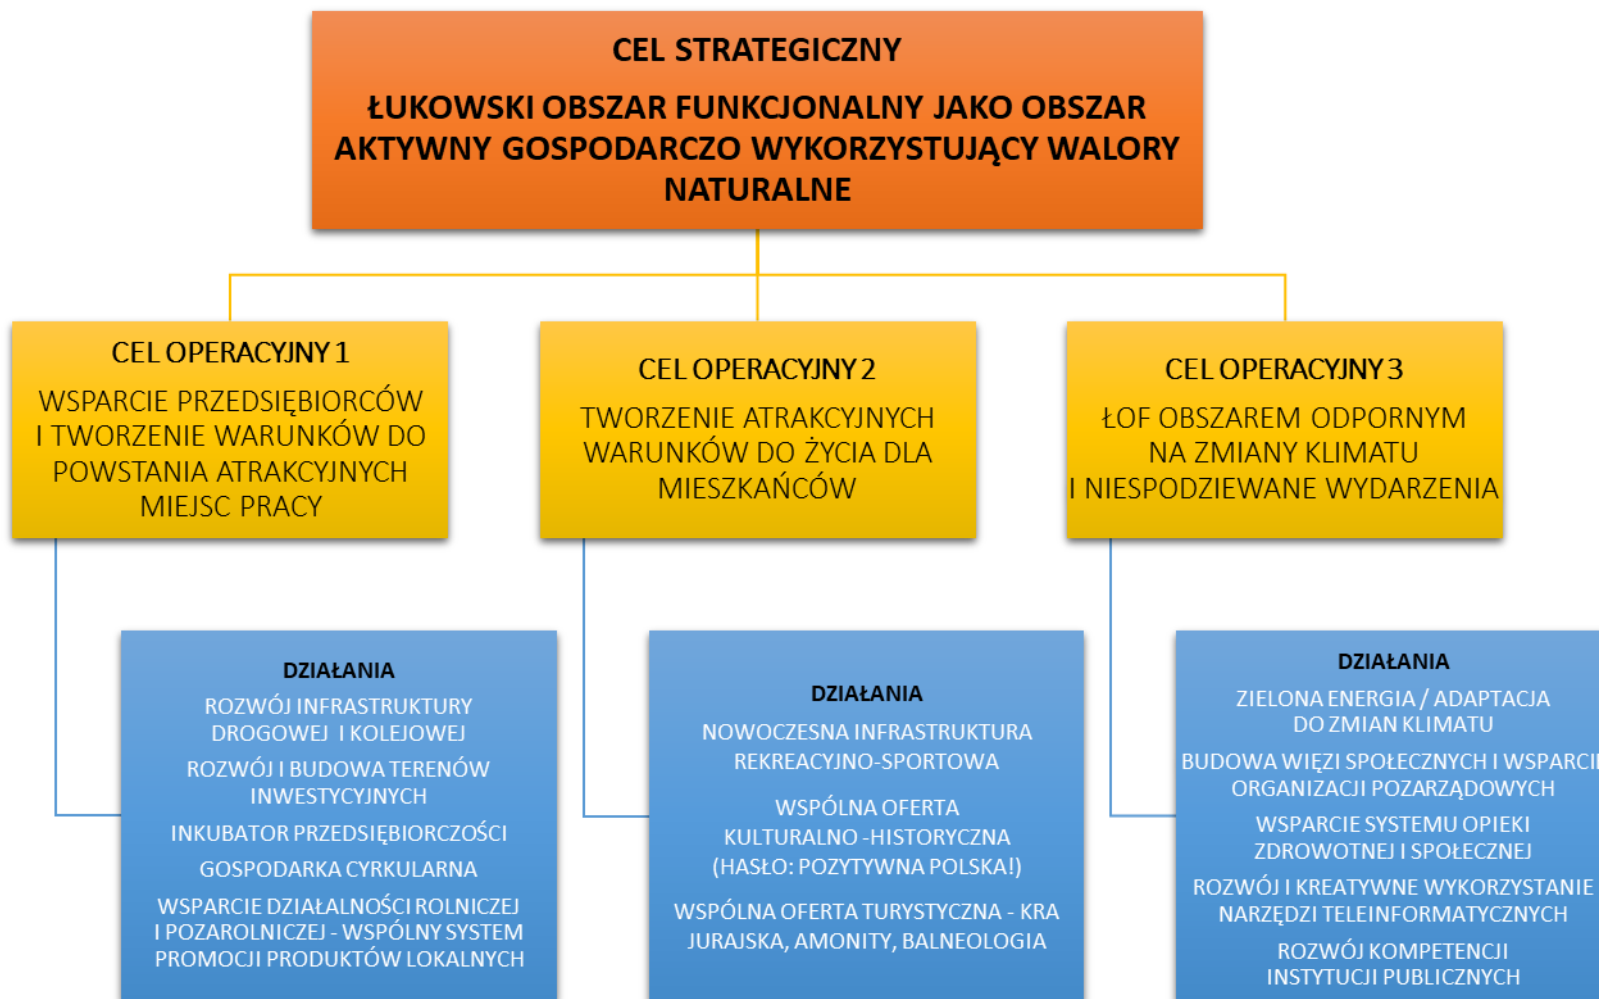 CEL STRATEGICZNY
ŁUKOWSKI OBSZAR FUNKCJONALNY JAKO OBSZAR
AKTYWNY GOSPODARCZO WYKORZYSTUJĄCY WALORY
NATURALNE
CEL OPERACYJNY 1
WSPARCIE PRZEDSIĘBIORCÓW
I TWORZENIE WARUNKÓW DO
POWSTANIA ATRAKCYJNYCH
MIEJSC PRACY
CEL OPERACYJNY 2
TWORZENIE ATRAKCYJNYCH
WARUNKÓW DO ŻYCIA DLA
MIESZKAŃCÓW
CEL OPERACYJNY 3
ŁOF OBSZAREM ODPORNYM
NA ZMIANY KLIMATU
I NIESPODZIEWANE WYDARZENIA
DZIAŁANIA
ROZWÓJ INFRASTRUKTURY
DROGOWEJ I KOLEJOWEJ
ROZWÓJ I BUDOWA TERENÓW
INWESTYCYJNYCH
INKUBATOR PRZEDSIĘBIORCZOŚCI
GOSPODARKA CYRKULARNA
WSPARCIE DZIAŁALNOŚCI ROLNICZEJ
I POZAROLNICZEJ - WSPÓLNY SYSTEM
PROMOCJI PRODUKTÓW LOKALNYCH
DZIAŁANIA
NOWOCZESNA INFRASTRUKTURA
REKREACYJNO-SPORTOWA
WSPÓLNA OFERTA
KULTURALNO -HISTORYCZNA
(HASŁO: POZYTYWNA POLSKA!)
WSPÓLNA OFERTA TURYSTYCZNA - KRA
JURAJSKA, AMONITY, BALNEOLOGIA
DZIAŁANIA
ZIELONA ENERGIA / ADAPTACJA
DO ZMIAN KLIMATU
BUDOWA WIĘZI SPOŁECZNYCH I WSPARCIE
ORGANIZACJI POZARZĄDOWYCH
WSPARCIE SYSTEMU OPIEKI
ZDROWOTNEJ I SPOŁECZNEJ
ROZWÓJ I KREATYWNE WYKORZYSTANIE
NARZĘDZI TELEINFORMATYCZNYCH
ROZWÓJ KOMPETENCJI
INSTYTUCJI PUBLICZNYCH